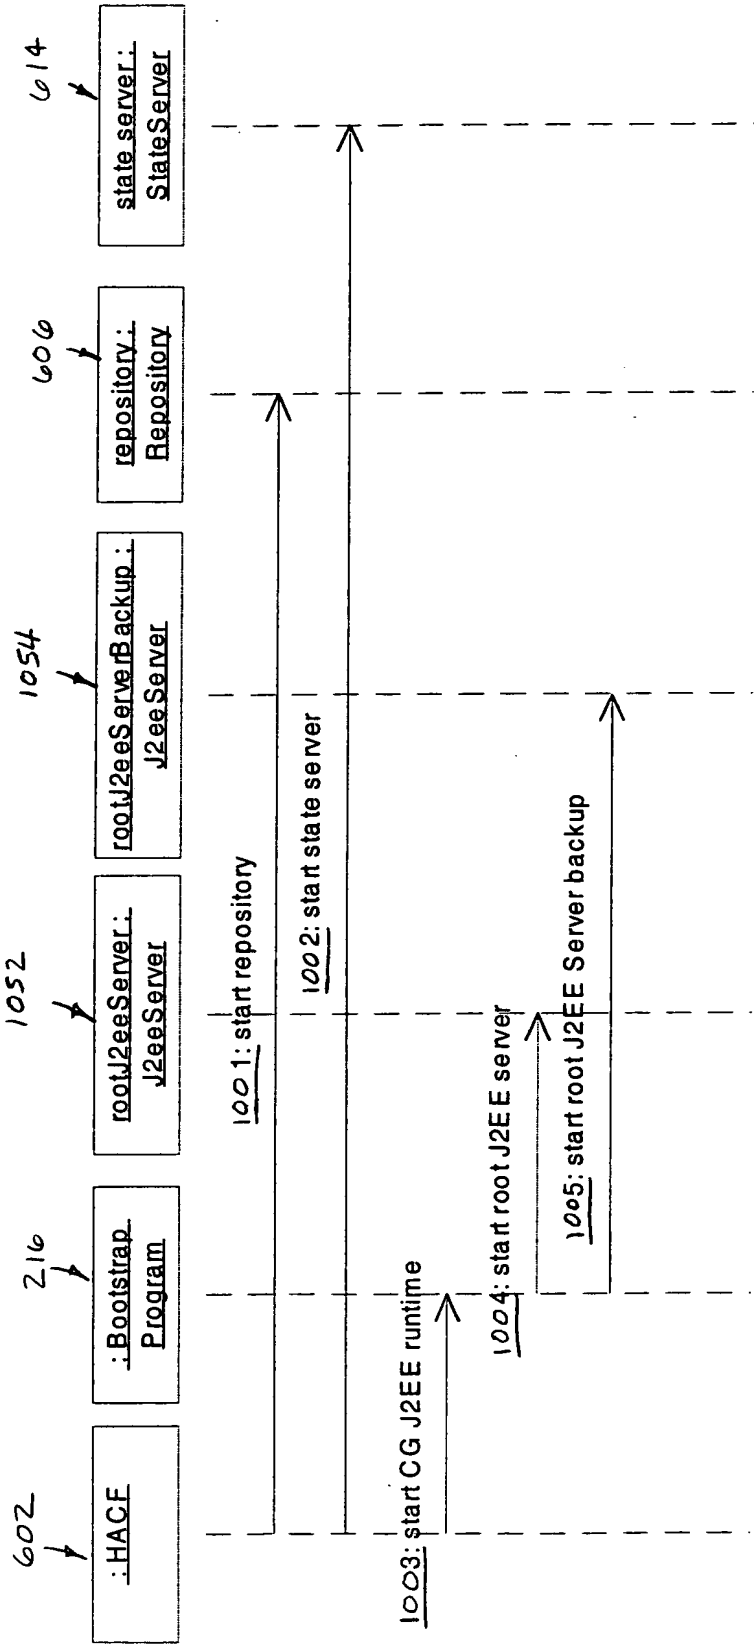 602
:HACF
216
:Bootstrap
Program
1052
rootJ2eeServer:
J2eeServer
1054
rootJ2eeServerBackup:
J2eeServer
606
repository:
Repository
614
state server:
StateServer
1001: start repository
1002: start state server
1003: start CG J2EE runtime
1004: start root J2EE server
1005: start root J2EE Server backup